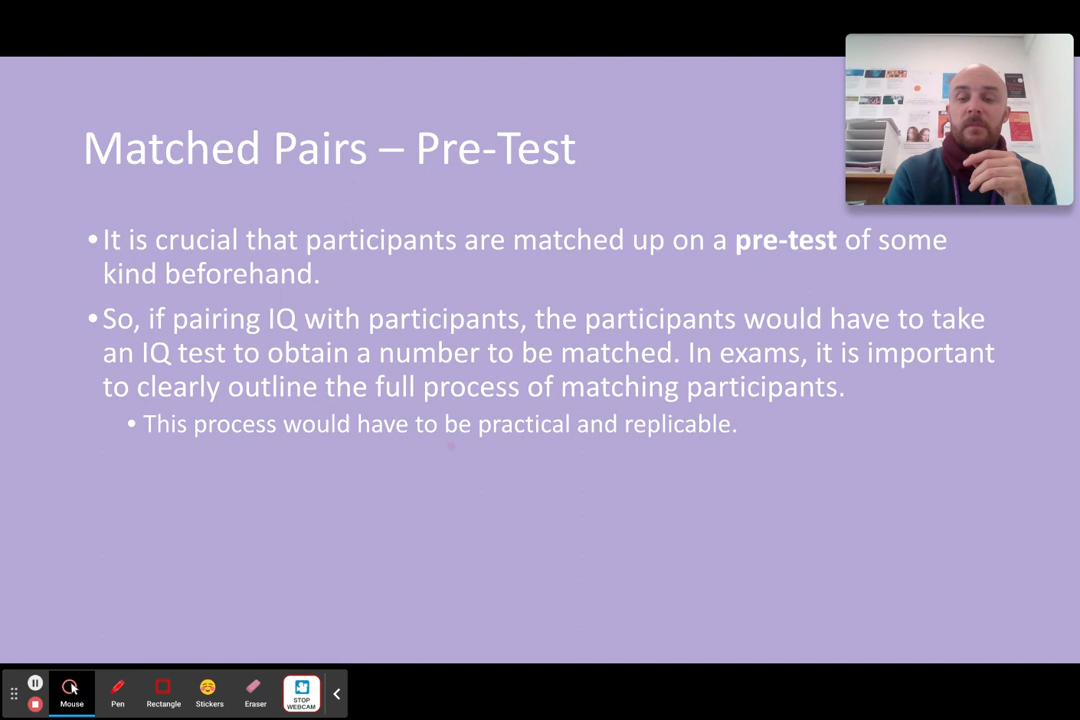 Matched Pairs – Pre-Test
•It is crucial that participants are matched up on a pre-test of some
kind beforehand.
•So, if pairing IQ with participants, the participants would have to take
an IQ test to obtain a number to be matched. In exams, it is important
to clearly outline the full process of matching participants.
• This process would have to be practical and replicable.
Mouse
Pen
Rectangle
Stickers
Eraser
STOP
WEBCAM